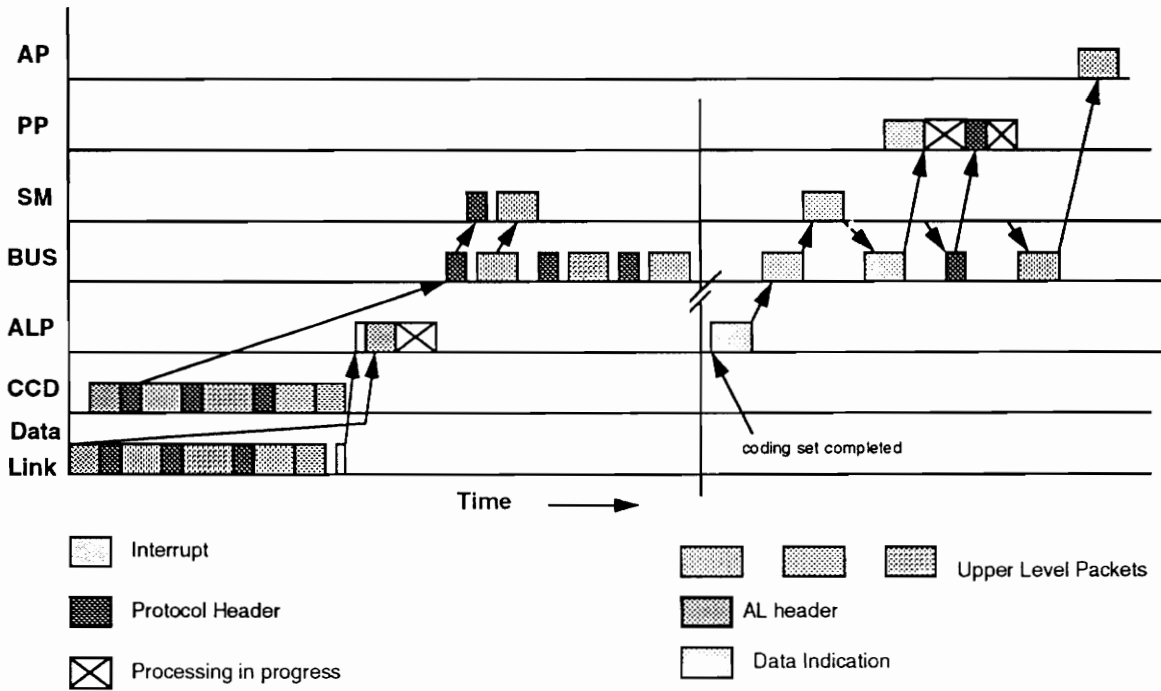 AP
PP
SM
BUS
ALP
CCD
Data
Link
coding set completed
Time
Interrupt
Upper Level Packets
Protocol Header
AL header
Processing in progress
Data Indication